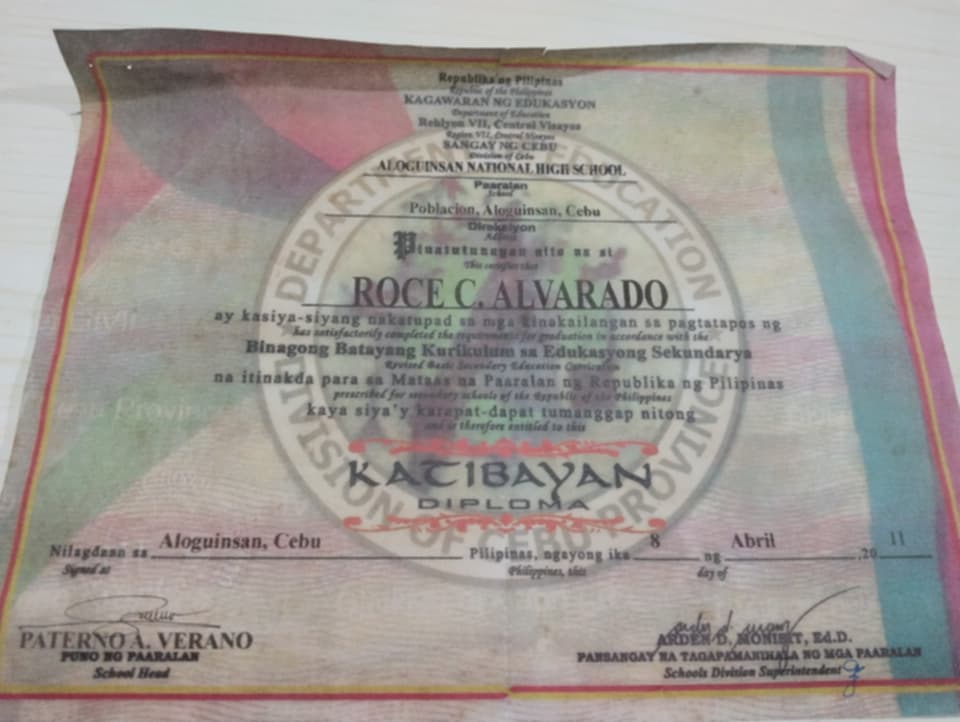 Republika ng Pilipinas
Republic of the Philippines
KAGAWARAN NG EDUKASYON
Department of Education
Rehiyon VII, Central Visayas
Region VII, Central Visayas
SANGAY NG CEBU
Division of Cebu
ALOGUINSAN NATIONAL HIGH SCHOOL
Paaralan
School
Poblacion, Aloguinsan, Cebu
Direksiyon
Address
Pinatutunayan nito na si
This certifies that
ROCE C. ALVARADO
ay kasiya-siyang nakatupad sa mga kinakailangan sa pagtatapos ng
has satisfactorily completed the requirements for graduation in accordance with the
Binagong Batayang Kurikulum sa Edukasyong Sekundarya
Revised Basic Secondary Education Curriculum
na itinakda para sa Mataas na Paaralan ng Republika ng Pilipinas
prescribed for secondary schools of the Republic of the Philippines
kaya siya'y karapat-dapat tumanggap nitong
and is therefore entitled to this
KATIBAYAN
DIPLOMA
Nilagdaan sa Aloguinsan, Cebu Pilipinas, ngayong ika 8 ng Abril ,20 11
Signed at Philippines, this day of
PATERNO A. VERANO
PUNO NG PAARALAN
School Head
ARDEN D. MONISIT, Ed.D.
PANSANGAY NA TAGAPAMANIHALA NG MGA PAARALAN
Schools Division Superintendent
DEPARTMENT OF EDUCATION
DIVISION OF CEBU PROVINCE